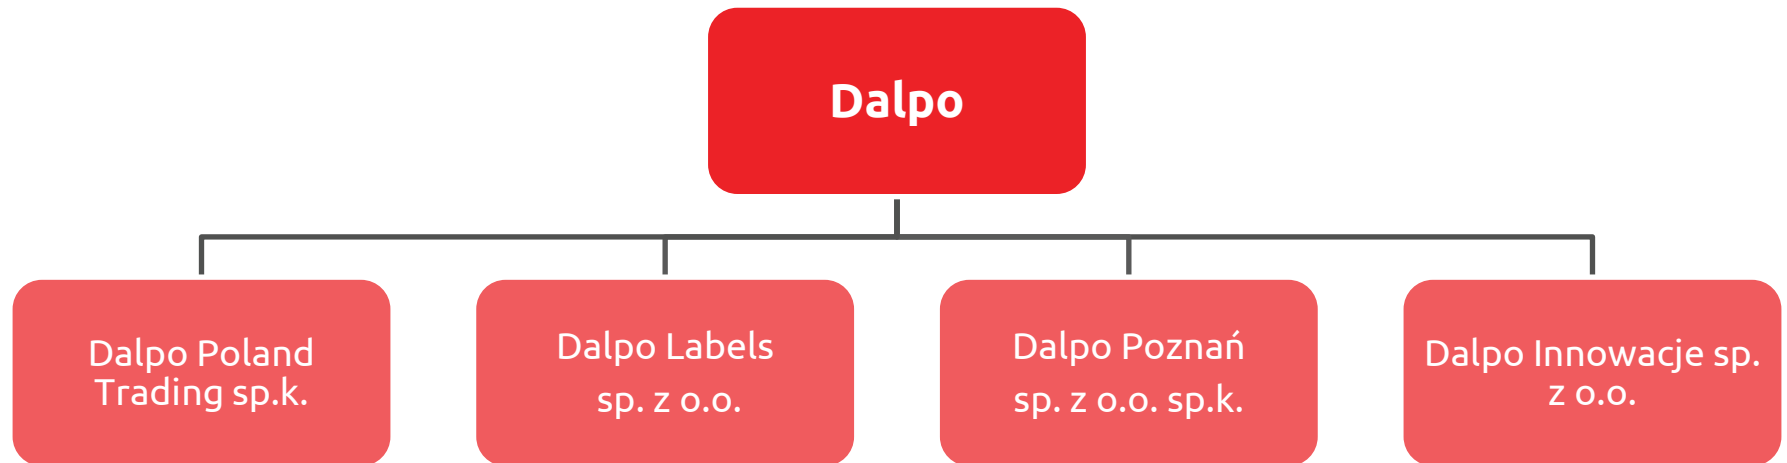 Dalpo
Dalpo Poland
Trading sp.k.
Dalpo Labels
sp. z o.o.
Dalpo Poznań
sp. z o.o. sp.k.
Dalpo Innowacje sp.
z o.o.